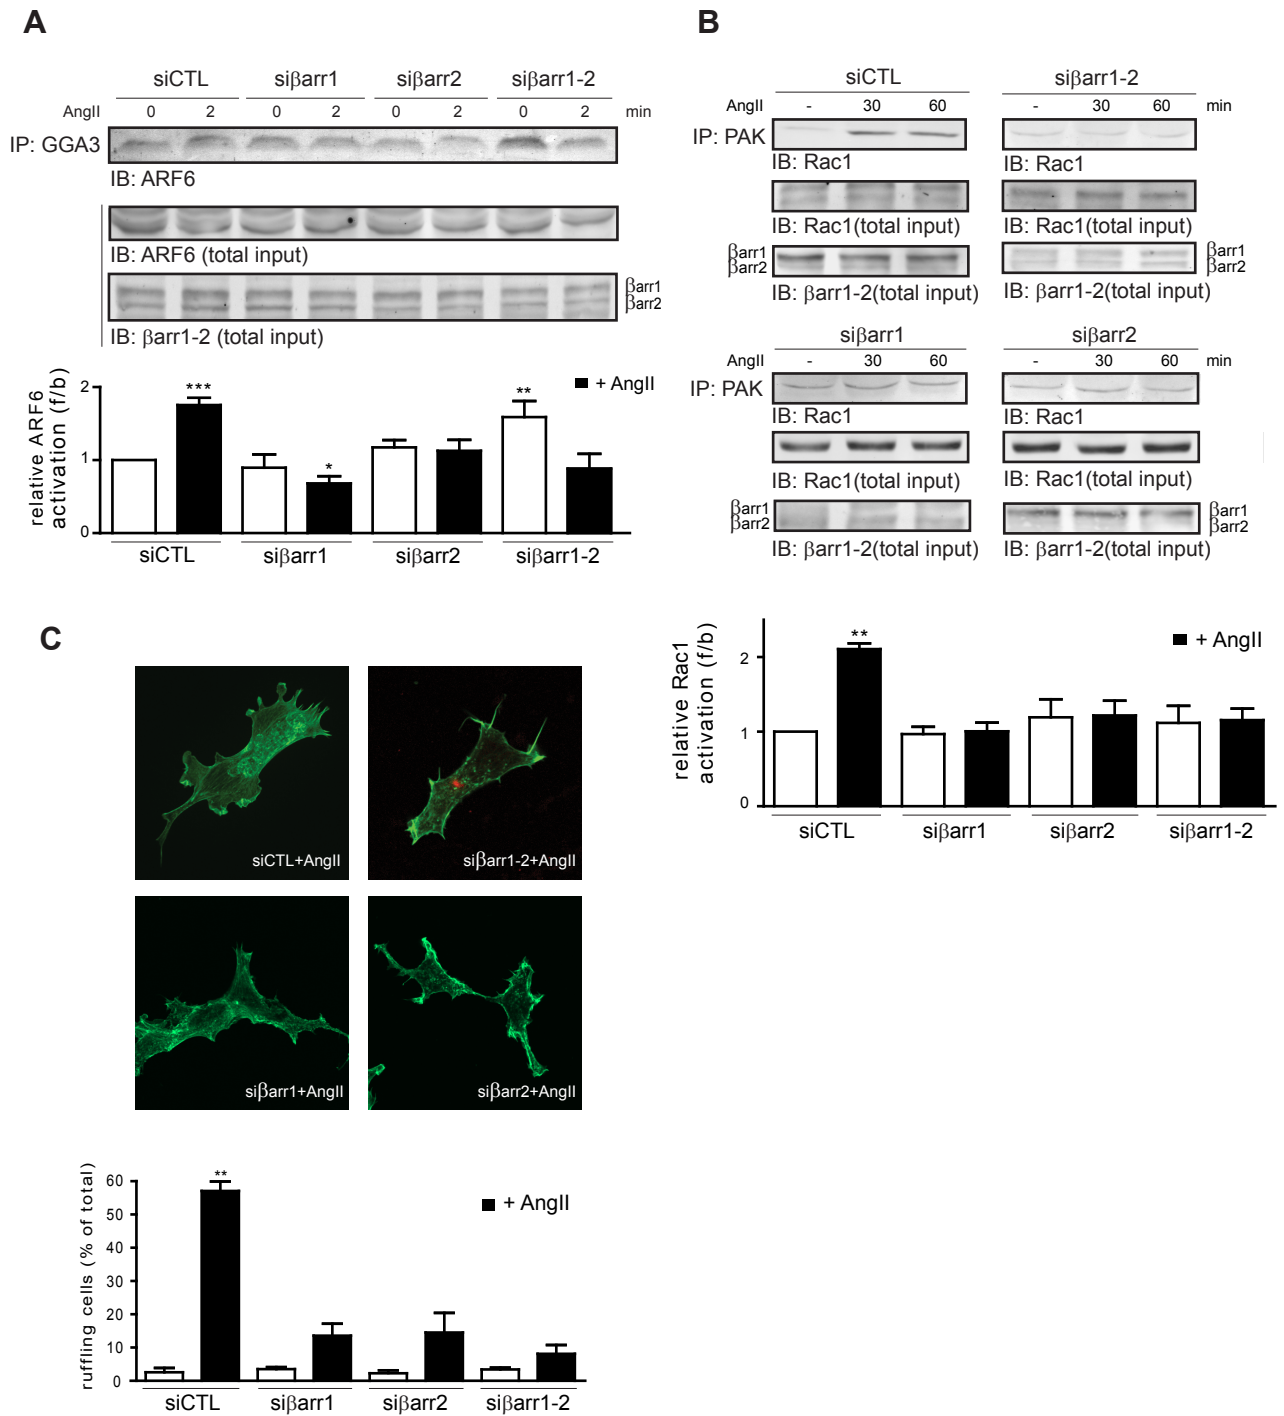 A
siCTL siβarr1 siβarr2 siβarr1-2
AngII 0 2 0 2 0 2 0 2 min
IP: GGA3
IB: ARF6
IB: ARF6 (total input)
βarr1
βarr2
IB: βarr1-2 (total input)
relative ARF6
activation (f/b)
2
1
0
*** * **
+ AngII
siCTL siβarr1 siβarr2 siβarr1-2
B
siCTL siβarr1-2
AngII - 30 60 - 30 60 min
IP: PAK
IB: Rac1 IB: Rac1
IB: Rac1(total input) IB: Rac1(total input)
βarr1 βarr1
βarr2 βarr2
IB: βarr1-2(total input) IB: βarr1-2(total input)
siβarr1 siβarr2
AngII - 30 60 - 30 60 min
IP: PAK
IB: Rac1 IB: Rac1
IB: Rac1(total input) IB: Rac1(total input)
βarr1 βarr1
βarr2 βarr2
IB: βarr1-2(total input) IB: βarr1-2(total input)
relative Rac1
activation (f/b)
2
1
0
**
+ AngII
siCTL siβarr1 siβarr2 siβarr1-2
C
siCTL+AngII siβarr1-2+AngII
siβarr1+AngII siβarr2+AngII
ruffling cells (% of total)
60
50
40
30
20
10
0
**
+ AngII
siCTL siβarr1 siβarr2 siβarr1-2